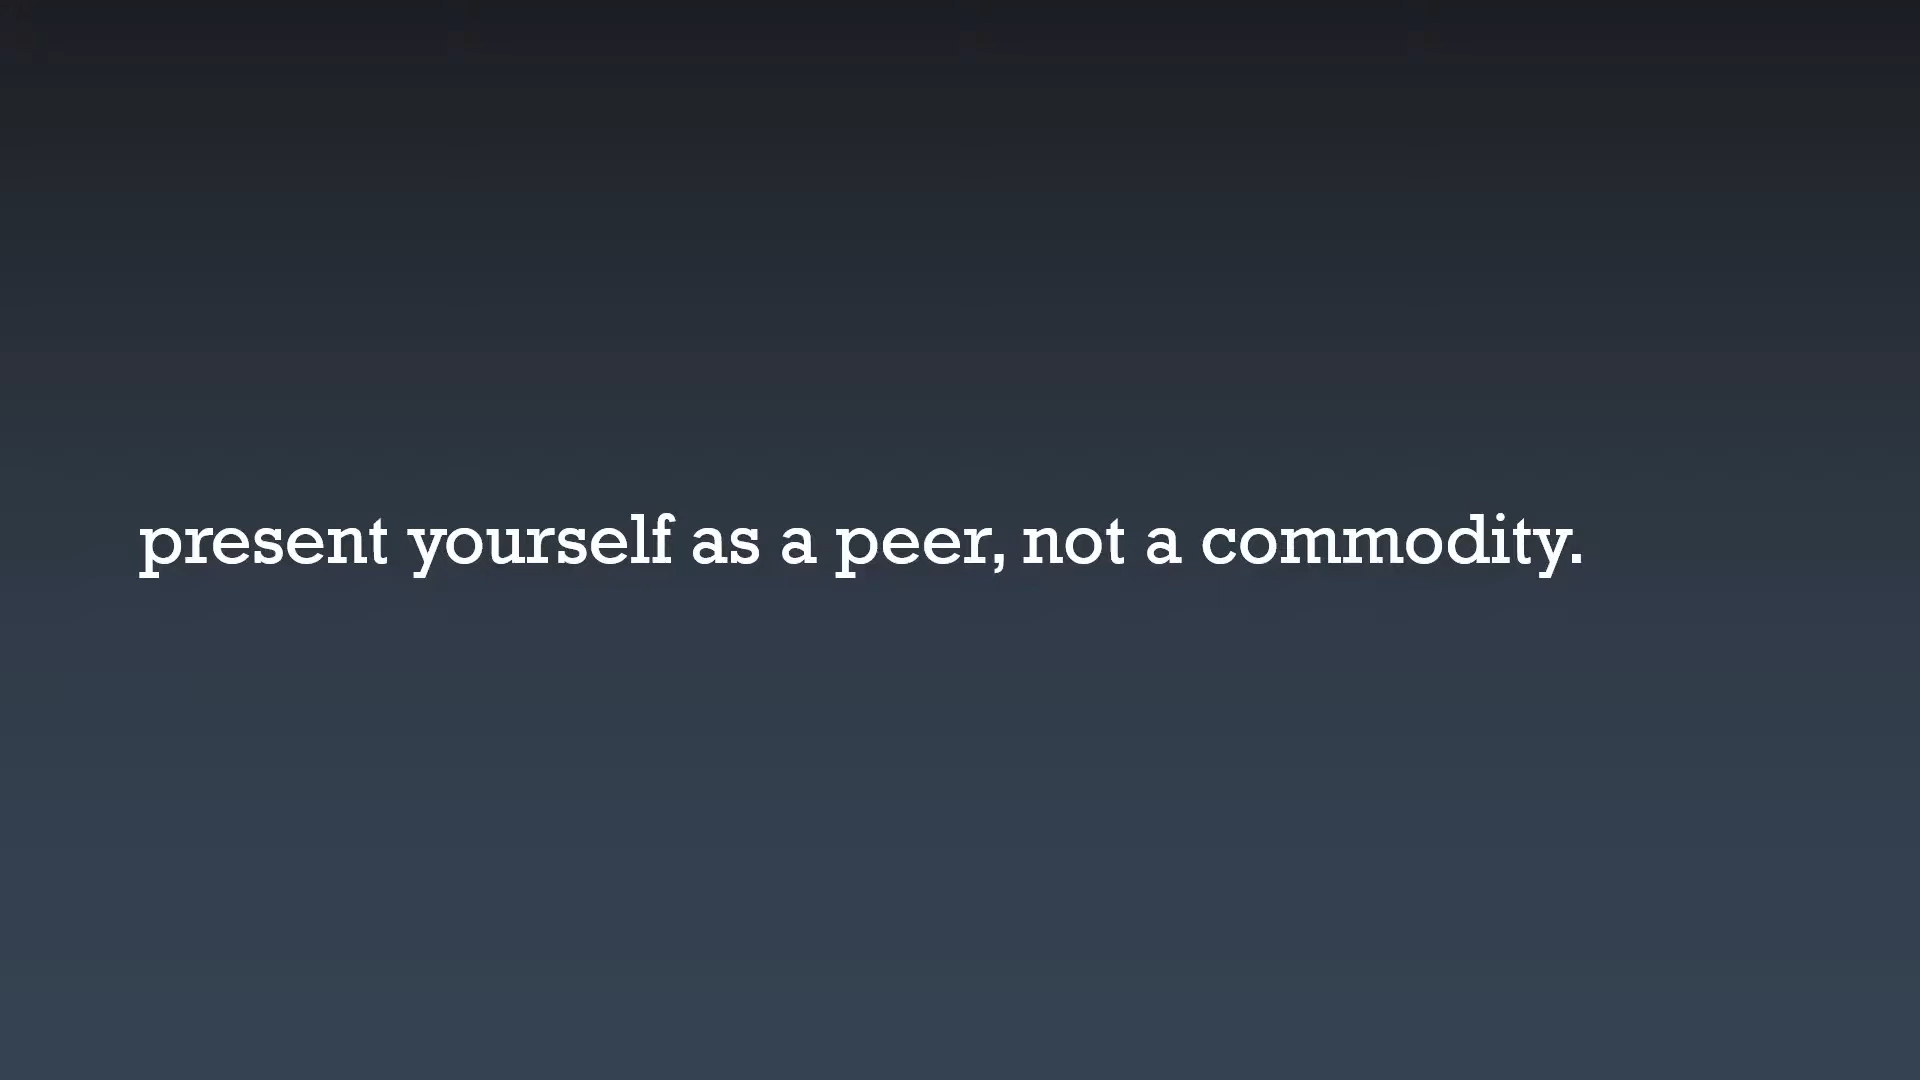 present yourself as a peer, not a commodity.